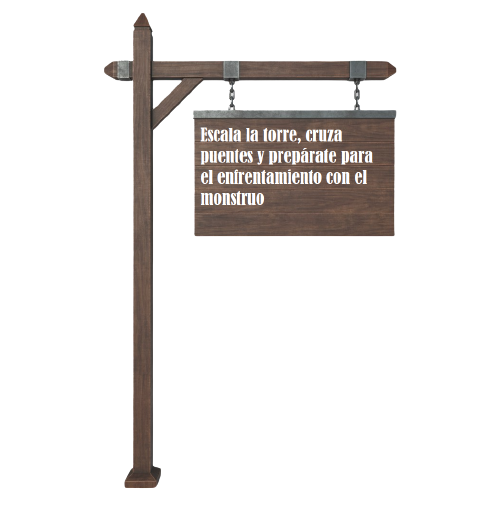 Escala la torre, cruza
puentes y prepárate para
el enfrentamiento con el
monstruo